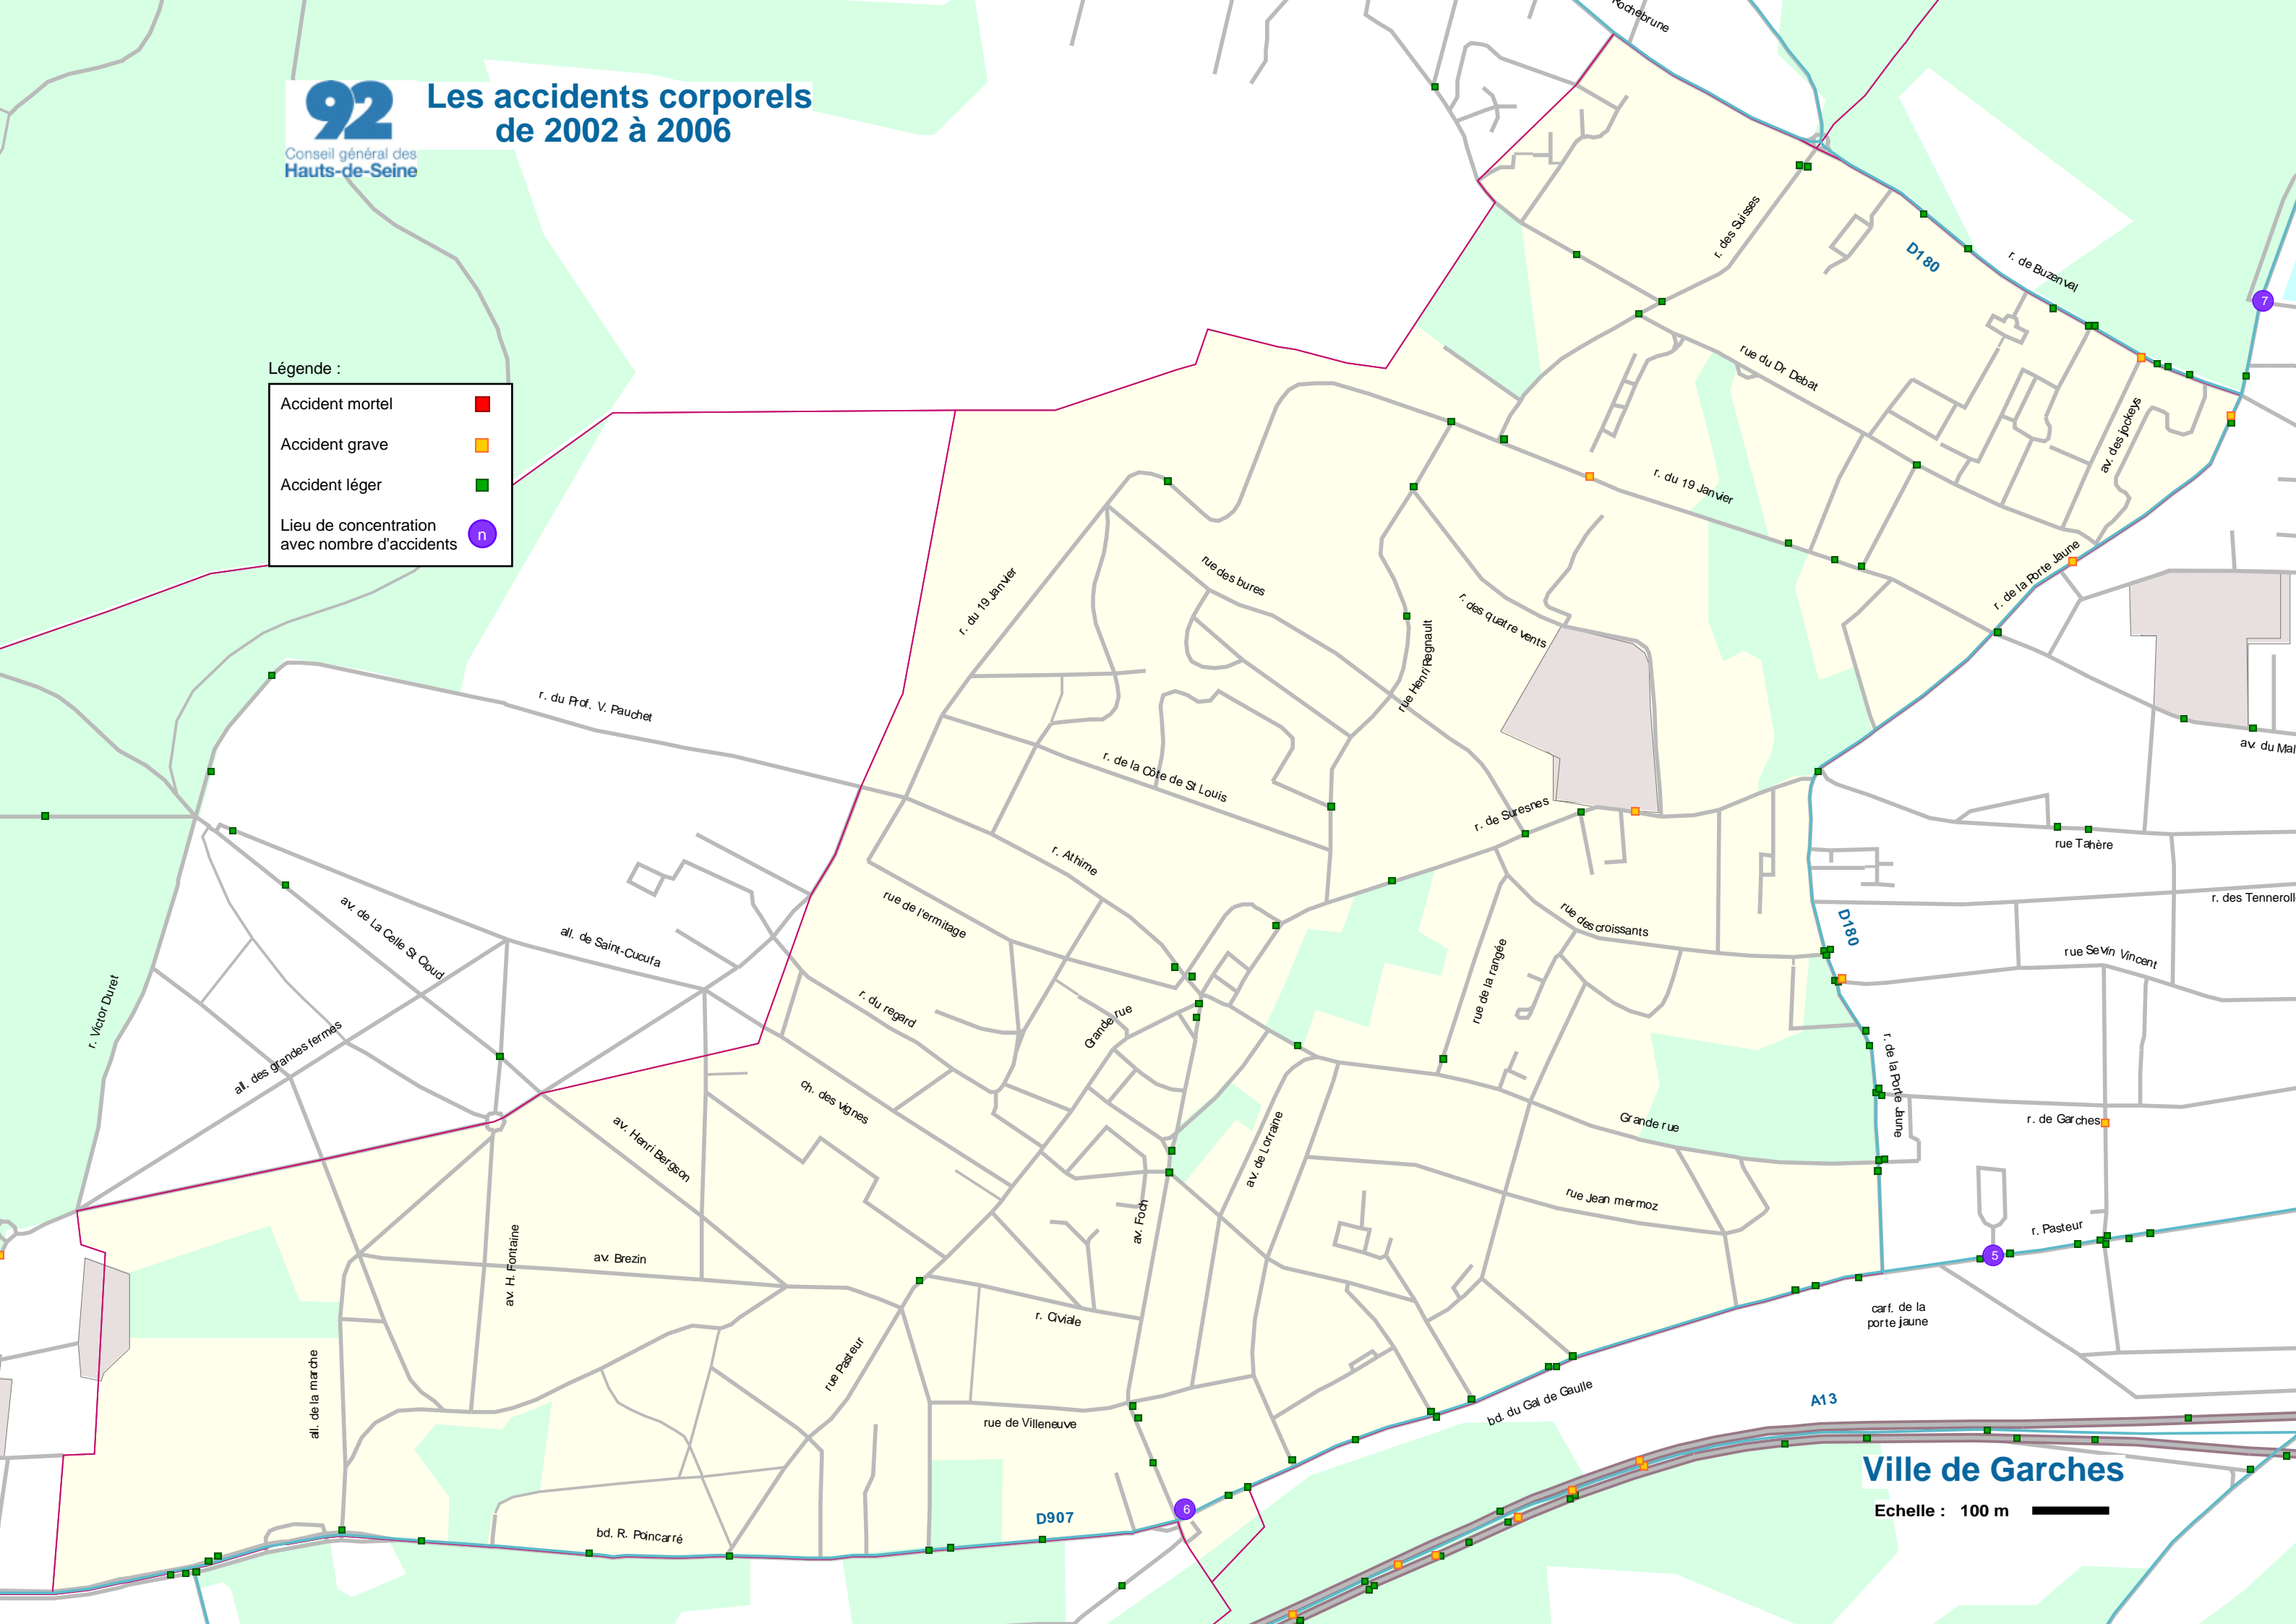 Rochebrune
92
Conseil général des
Hauts-de-Seine
Les accidents corporels
de 2002 à 2006
r. des Suisses
D180
r. de Buzenval
7
Légende :
Accident mortel
Accident grave
Accident léger
Lieu de concentration
avec nombre d'accidents
n
rue du Dr Debat
av. des jockeys
r. du 19 Janvier
r. de la Porte Jaune
rue des bures
r. du 19 Janvier
r. des quatre vents
rue Henri Regnault
r. du Prof. V. Pauchet
av. du Mal
r. de la Côte de St Louis
r. de Suresnes
rue Tahère
r. Athime
r. des Tenneroll
rue de l'ermitage
rue des croissants
D180
av. de La Celle St Cloud
all. de Saint-Cucufa
rue de la rangée
rue Sevin Vincent
r. Victor Duret
r. du regard
Grande rue
all. des grandes fermes
r. de la Porte Jaune
ch. des vignes
av. Henri Bergson
av. de Lorraine
Grande rue
r. de Garches
rue Jean mermoz
av. Foch
r. Pasteur
5
av. H. Fontaine
av. Brezin
r. Civiale
carf. de la
porte jaune
rue Pasteur
all. de la marche
bd. du Gal de Gaulle
A13
rue de Villeneuve
Ville de Garches
6
Echelle : 100 m
D907
bd. R. Poincarré